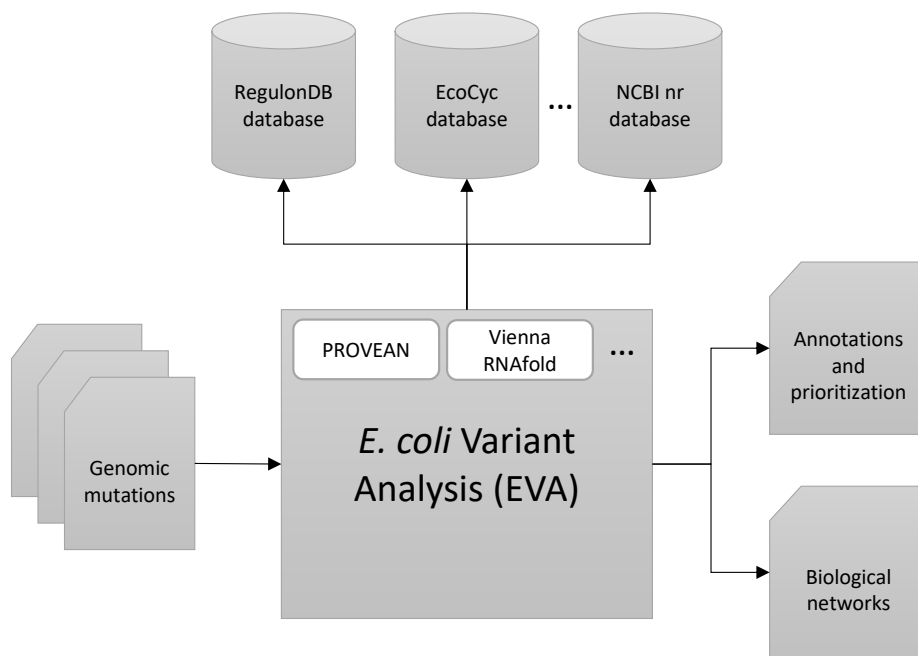 RegulonDB
database
EcoCyc
database
...
NCBI nr
database
PROVEAN
Vienna
RNAfold
...
E. coli Variant
Analysis (EVA)
Genomic
mutations
Annotations
and
prioritization
Biological
networks